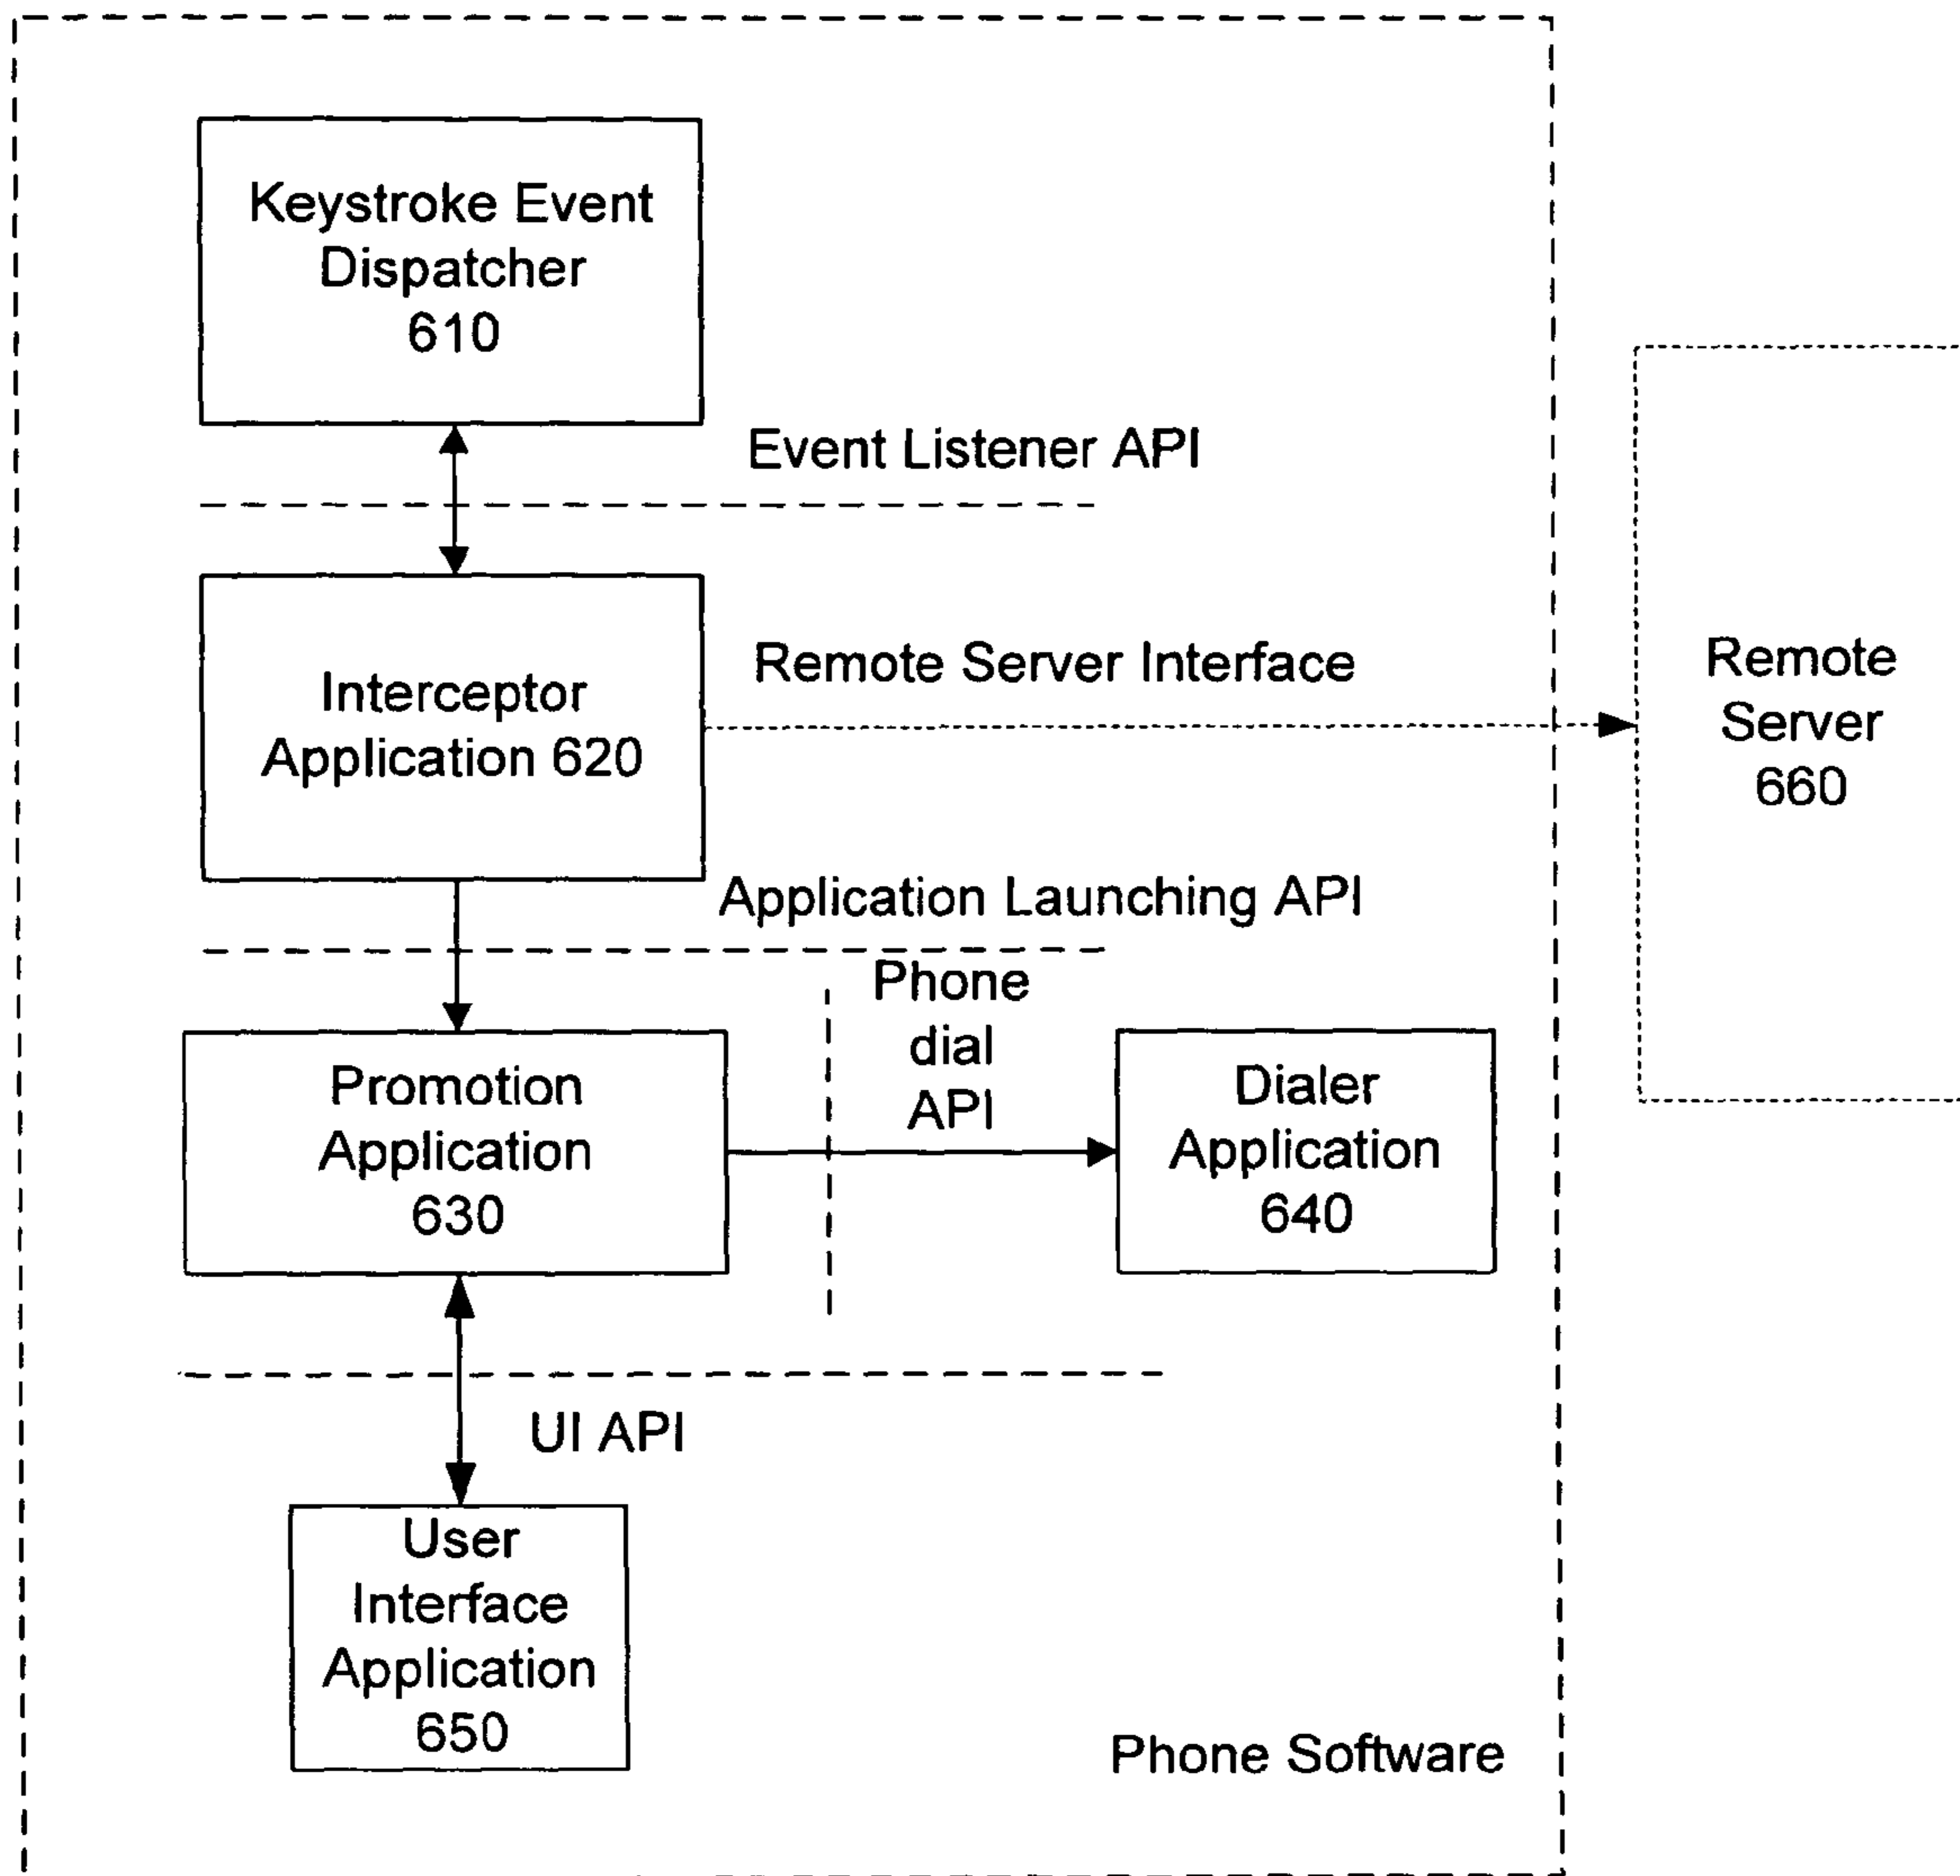 Keystroke Event
Dispatcher
610
Event Listener API
Interceptor
Application 620
Remote Server Interface
Remote
Server
660
Application Launching API
Phone
dial
API
Promotion
Application
630
Dialer
Application
640
UI API
User
Interface
Application
650
Phone Software